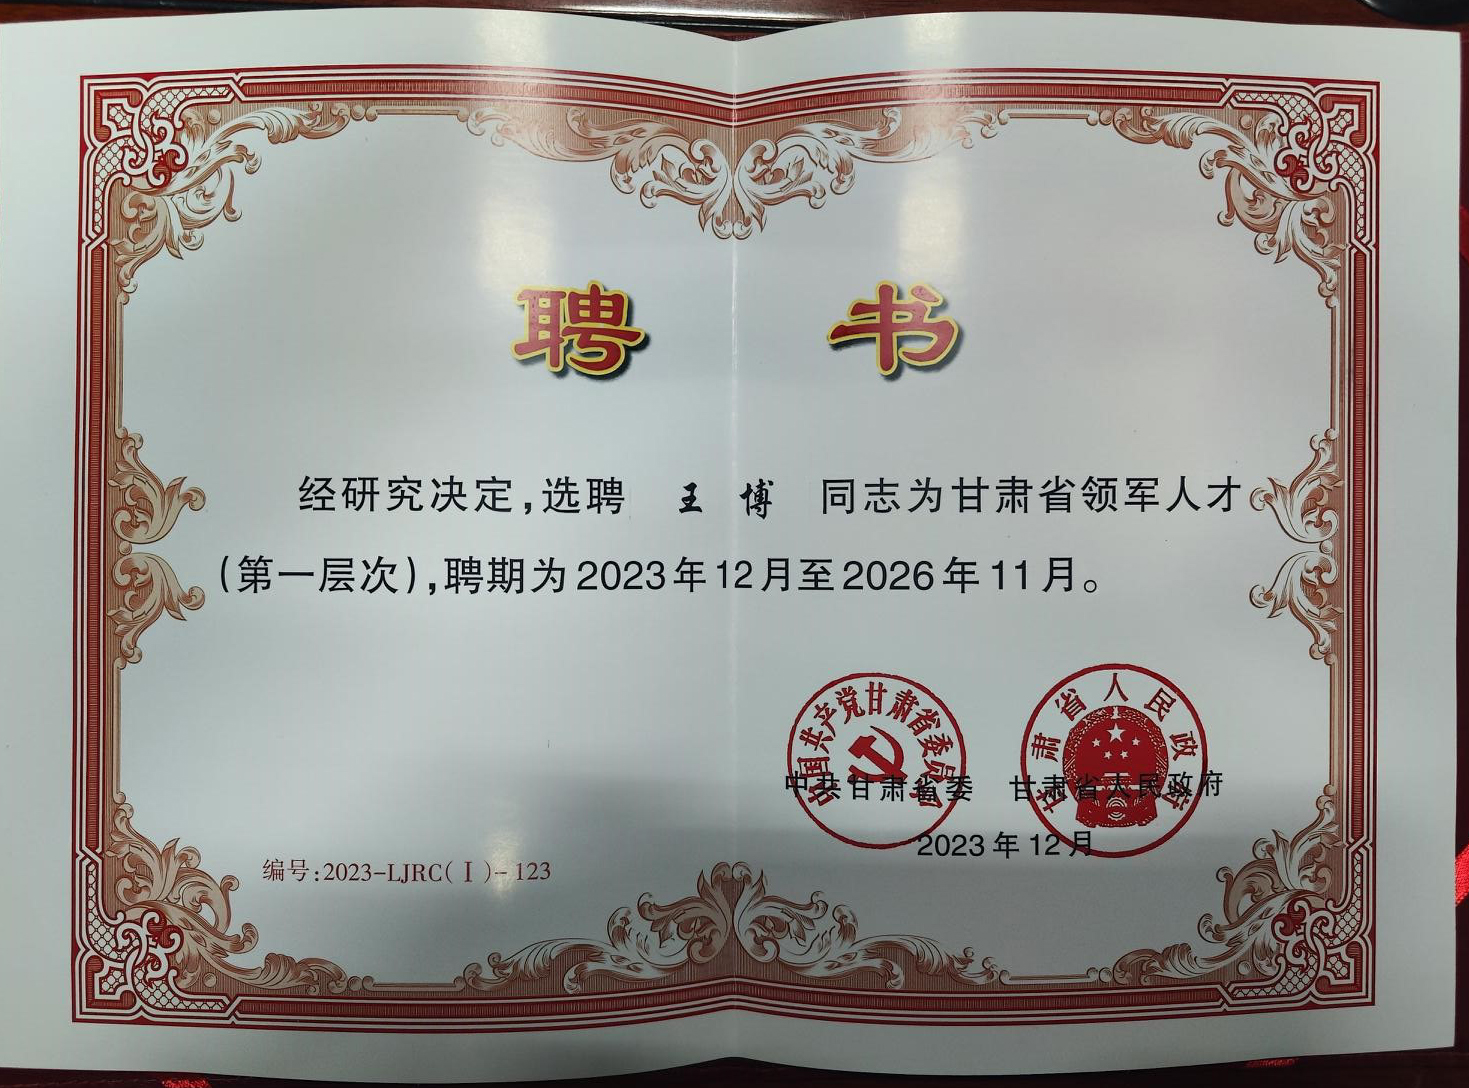 聘 书
经研究决定,选聘 王 博 同志为甘肃省领军人才
(第一层次),聘期为2023年12月至2026年11月。
中国共产党甘肃省委员会
甘肃省人民政府
中共甘肃省委 甘肃省人民政府
2023年12月
编号:2023-LJRC(Ⅰ)-123